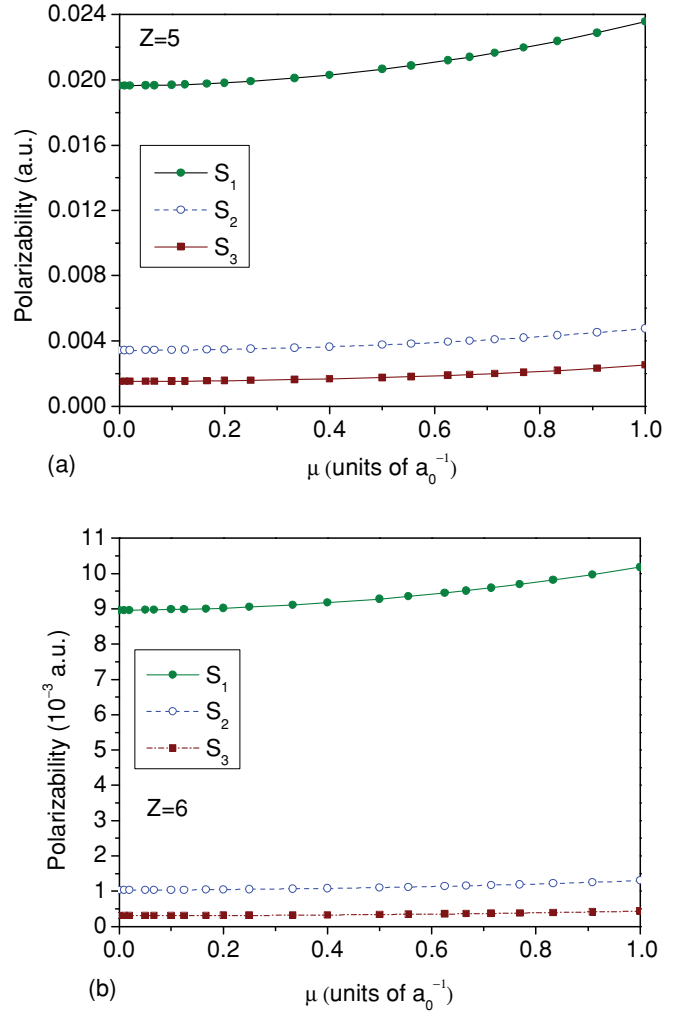 0.024
Z=5
0.020
0.016
0.012
0.008
0.004
0.000
Polarizability (a.u.)
S1
S2
S3
0.0 0.2 0.4 0.6 0.8 1.0
(a)
μ (units of a0^-1)
11
10
9
8
7
6
5
4
3
2
1
0
Polarizability (10^-3 a.u.)
S1
S2
S3
Z=6
0.0 0.2 0.4 0.6 0.8 1.0
(b)
μ (units of a0^-1)